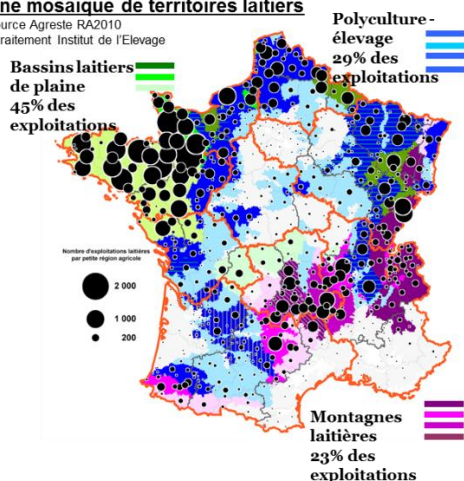 ne mosaïque de territoires laitiers
ource Agreste RA2010
raitement Institut de l'Elevage
Polyculture-
élevage
29% des
exploitations
Bassins laitiers
de plaine
45% des
exploitations
Nombre d'exploitations laitières
par petite région agricole
2 000
1 000
200
Montagnes
laitières
23% des
exploitations